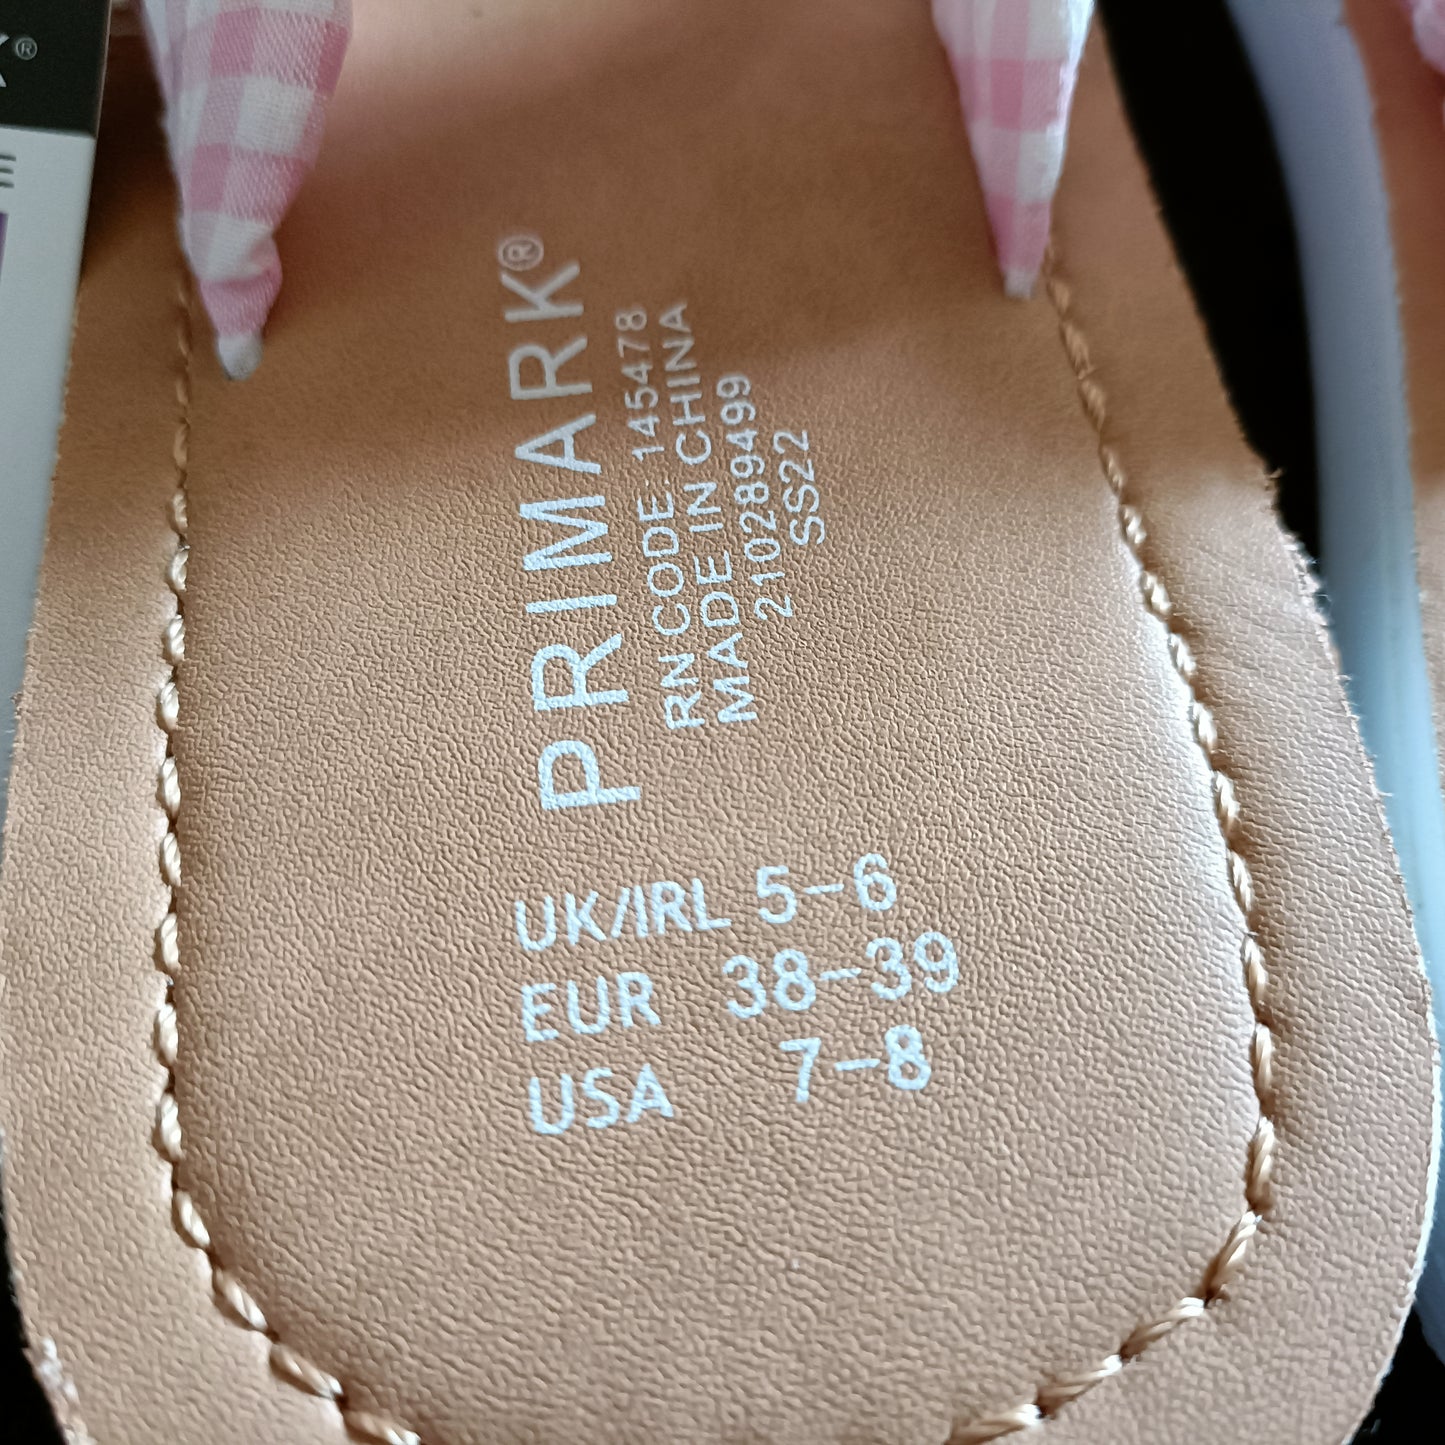 PRIMARK®
RN CODE: 145478
MADE IN CHINA
210289499
SS22
UK/IRL 5-6
EUR 38-39
USA 7-8